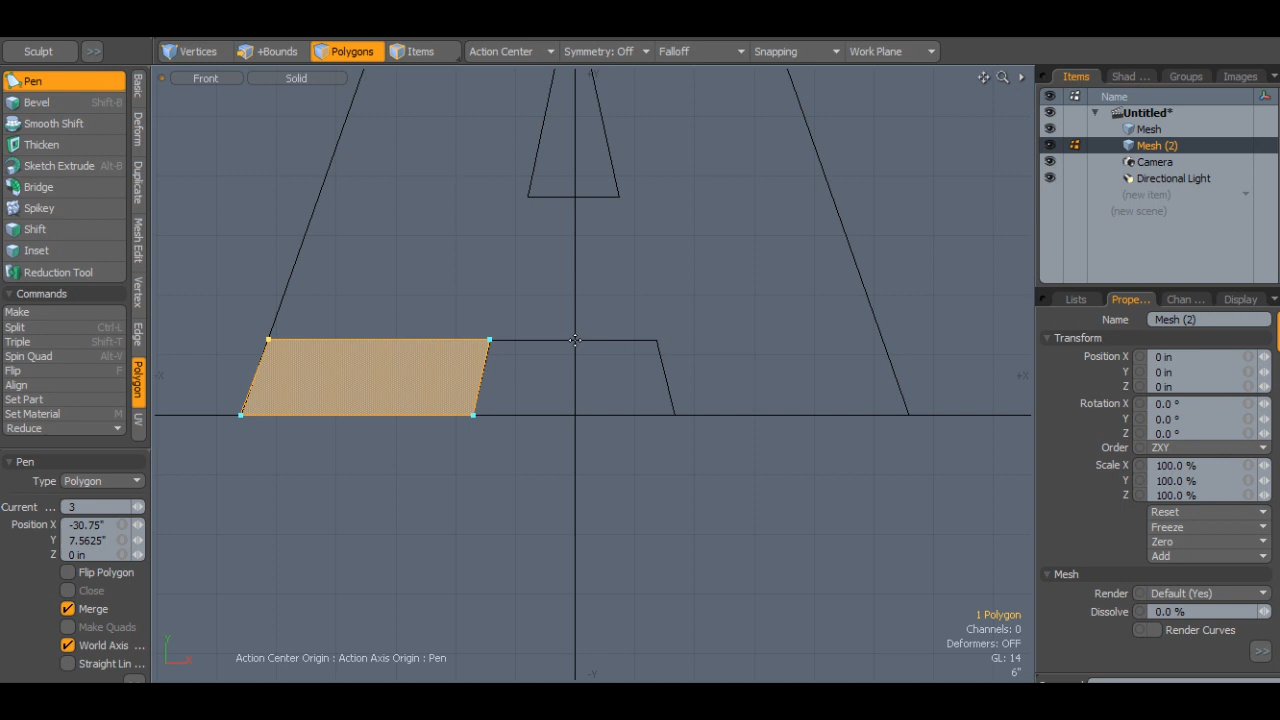 Sculpt >> Vertices +Bounds Polygons Items Action Center Symmetry: Off Falloff Snapping Work Plane
Pen
Bevel Shift-B
Smooth Shift
Thicken
Sketch Extrude Alt-B
Bridge
Spikey
Shift
Inset
Reduction Tool
Commands
Make
Split Ctrl-L
Triple Shift-T
Spin Quad Alt-V
Flip F
Align
Set Part
Set Material M
Reduce
Basic
Deform
Duplicate
Mesh Edit
Vertex
Edge
Polygon
UV
Pen
Type Polygon
Current ... 3
Position X -30.75"
Y 7.5625"
Z 0 in
Flip Polygon
Close
Merge
Make Quads
World Axis ...
Straight Lin ...
Front Solid
-X
+X
-Y
Y
X
Action Center Origin : Action Axis Origin : Pen
1 Polygon
Channels: 0
Deformers: OFF
GL: 14
6"
Items Shad ... Groups Images
Name
Untitled*
Mesh
Mesh (2)
Camera
Directional Light
(new item)
(new scene)
Lists Prope... Chan ... Display
Name Mesh (2)
Transform
Position X 0 in
Y 0 in
Z 0 in
Rotation X 0.0 °
Y 0.0 °
Z 0.0 °
Order ZXY
Scale X 100.0 %
Y 100.0 %
Z 100.0 %
Reset
Freeze
Zero
Add
Mesh
Render Default (Yes)
Dissolve 0.0 %
Render Curves
>>